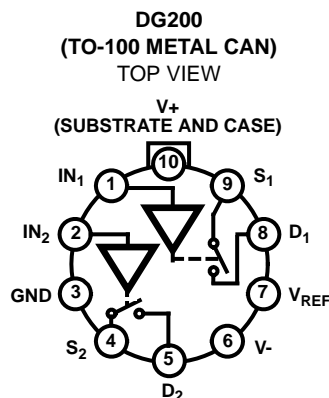 DG200
(TO-100 METAL CAN)
TOP VIEW
V+
(SUBSTRATE AND CASE)
10
IN1
1
9
S1
IN2
2
8
D1
GND
3
7
VREF
S2
4
5
6
V-
D2